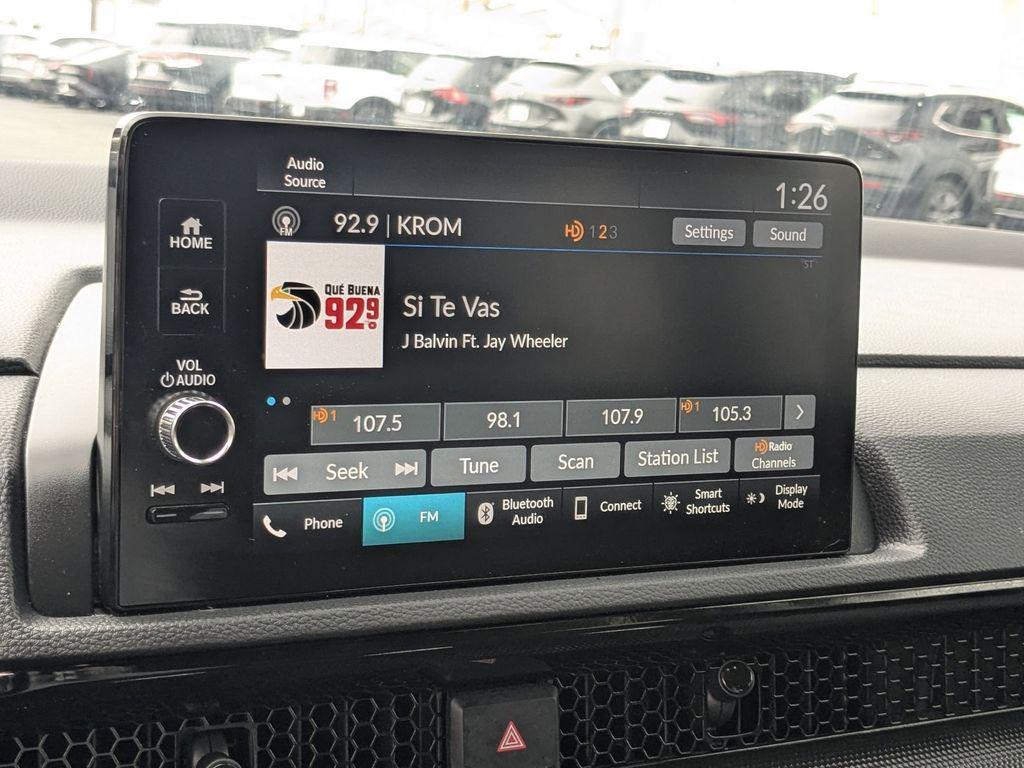 Audio
Source
1:26
HOME
FM
92.9 | KROM
HD 1 2 3
Settings
Sound
ST
BACK
QUÉ BUENA
92.9
Si Te Vas
J Balvin Ft. Jay Wheeler
VOL
AUDIO
HD 1
107.5
98.1
107.9
HD 1
105.3
Seek
Tune
Scan
Station List
HD Radio
Channels
Phone
FM
Bluetooth
Audio
Connect
Smart
Shortcuts
Display
Mode